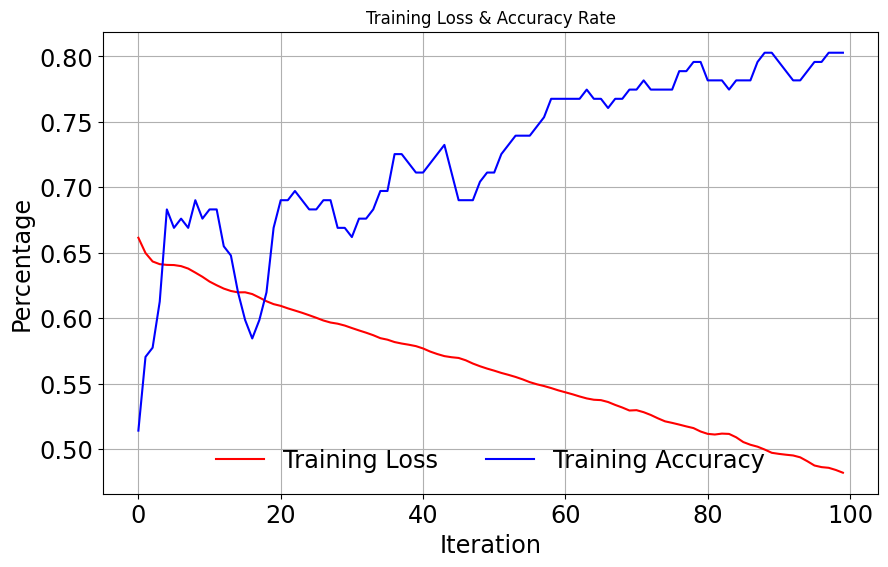 Training Loss & Accuracy Rate
0.80
0.75
0.70
0.65
0.60
0.55
0.50
Percentage
Training Loss
Training Accuracy
0
20
40
60
80
100
Iteration